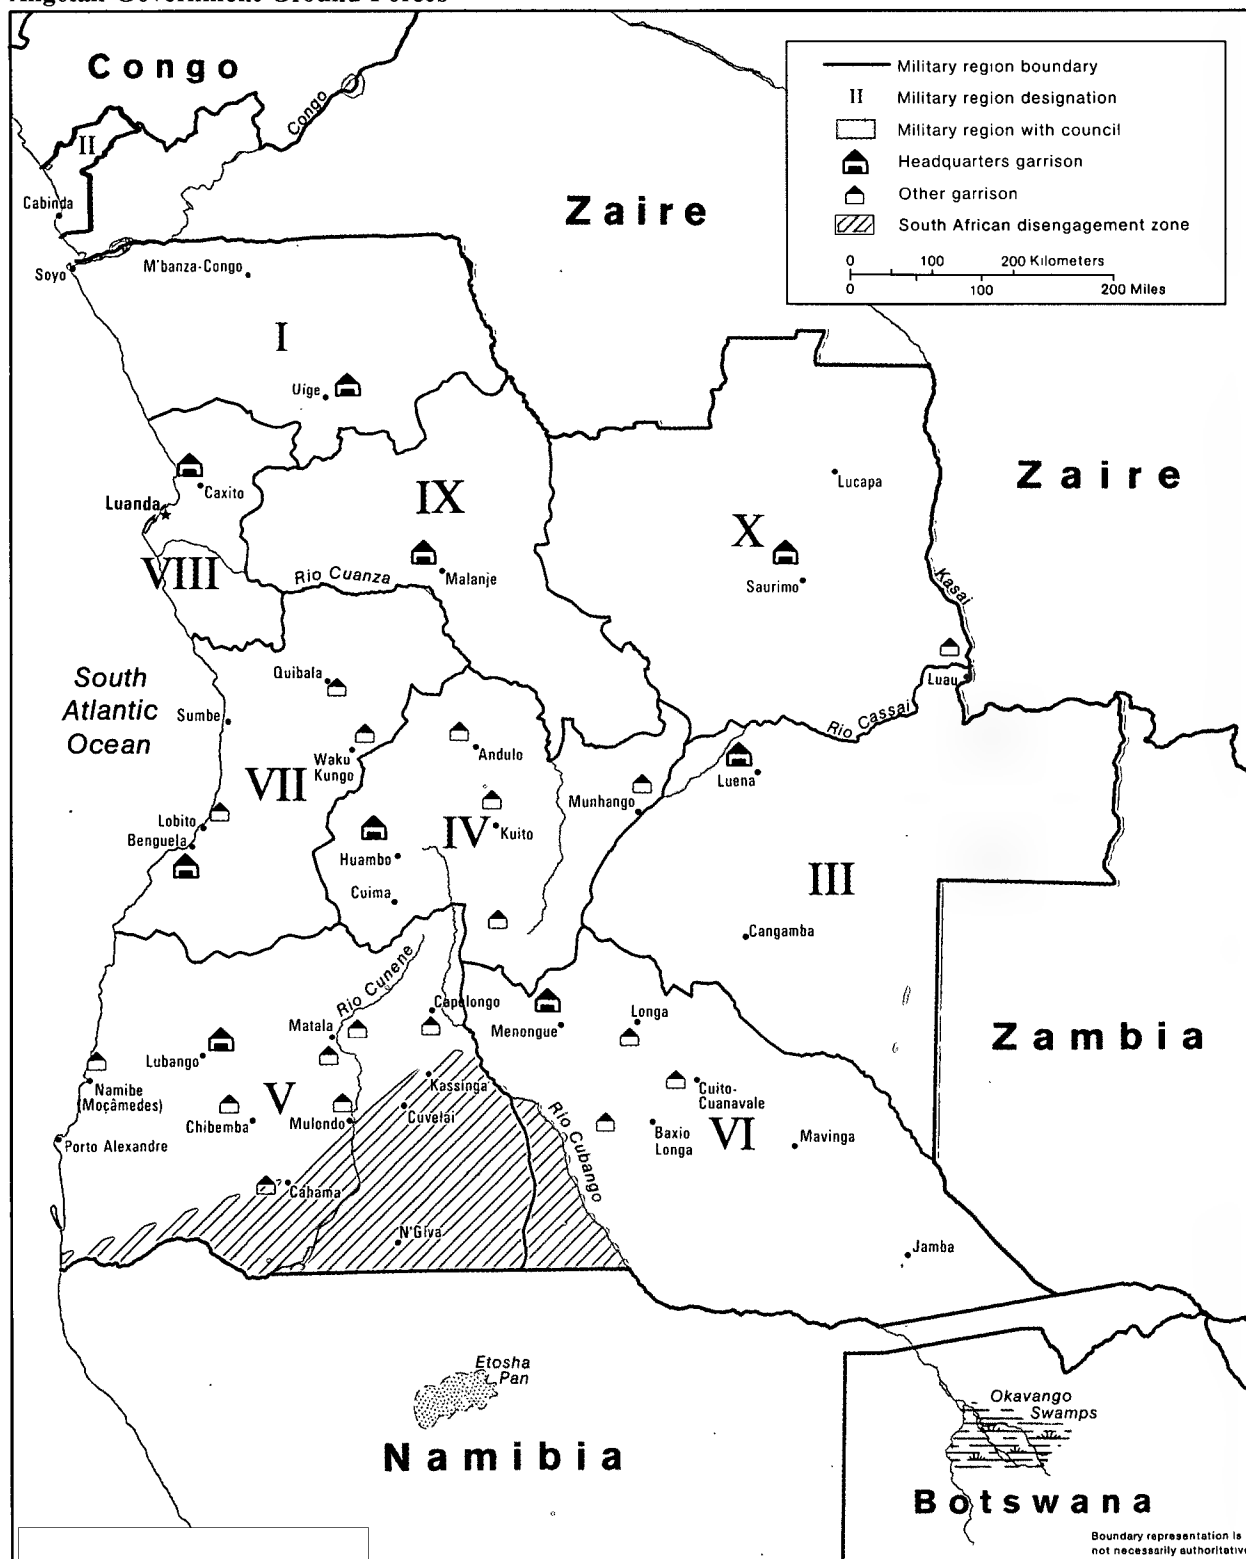 Angolan Government Ground Forces
Congo
Military region boundary
II Military region designation
Military region with council
Headquarters garrison
Other garrison
South African disengagement zone
0 100 200 Kilometers
0 100 200 Miles
Congo
II
Zaire
Cabinda
Soyo
M'banza-Congo
I
Uige
Lucapa
Zaire
Caxito
Luanda
IX
X
VIII
Rio Cuanza
Malanje
Saurimo
Kasai
South
Atlantic
Ocean
Quibala
Luau
Rio Cassai
Sumbe
Waku
Kungo
Andulo
Luena
VII
Munhango
Lobito
Benguela
IV
Kuito
Huambo
III
Cuima
Cangamba
Rio Cunene
Capelongo
Longa
Matala
Menongue
Zambia
Lubango
Namibe
(Moçâmedes)
V
Kassinga
Cuito-
Cuanavale
Chibemba
Mulondo
Cuvelai
Rio Cubango
Baxio
Longa
VI
Mavinga
Porto Alexandre
Cahama
N'Giva
Jamba
Etosha
Pan
Okavango
Swamps
Namibia
Botswana
Boundary representation is
not necessarily authoritative